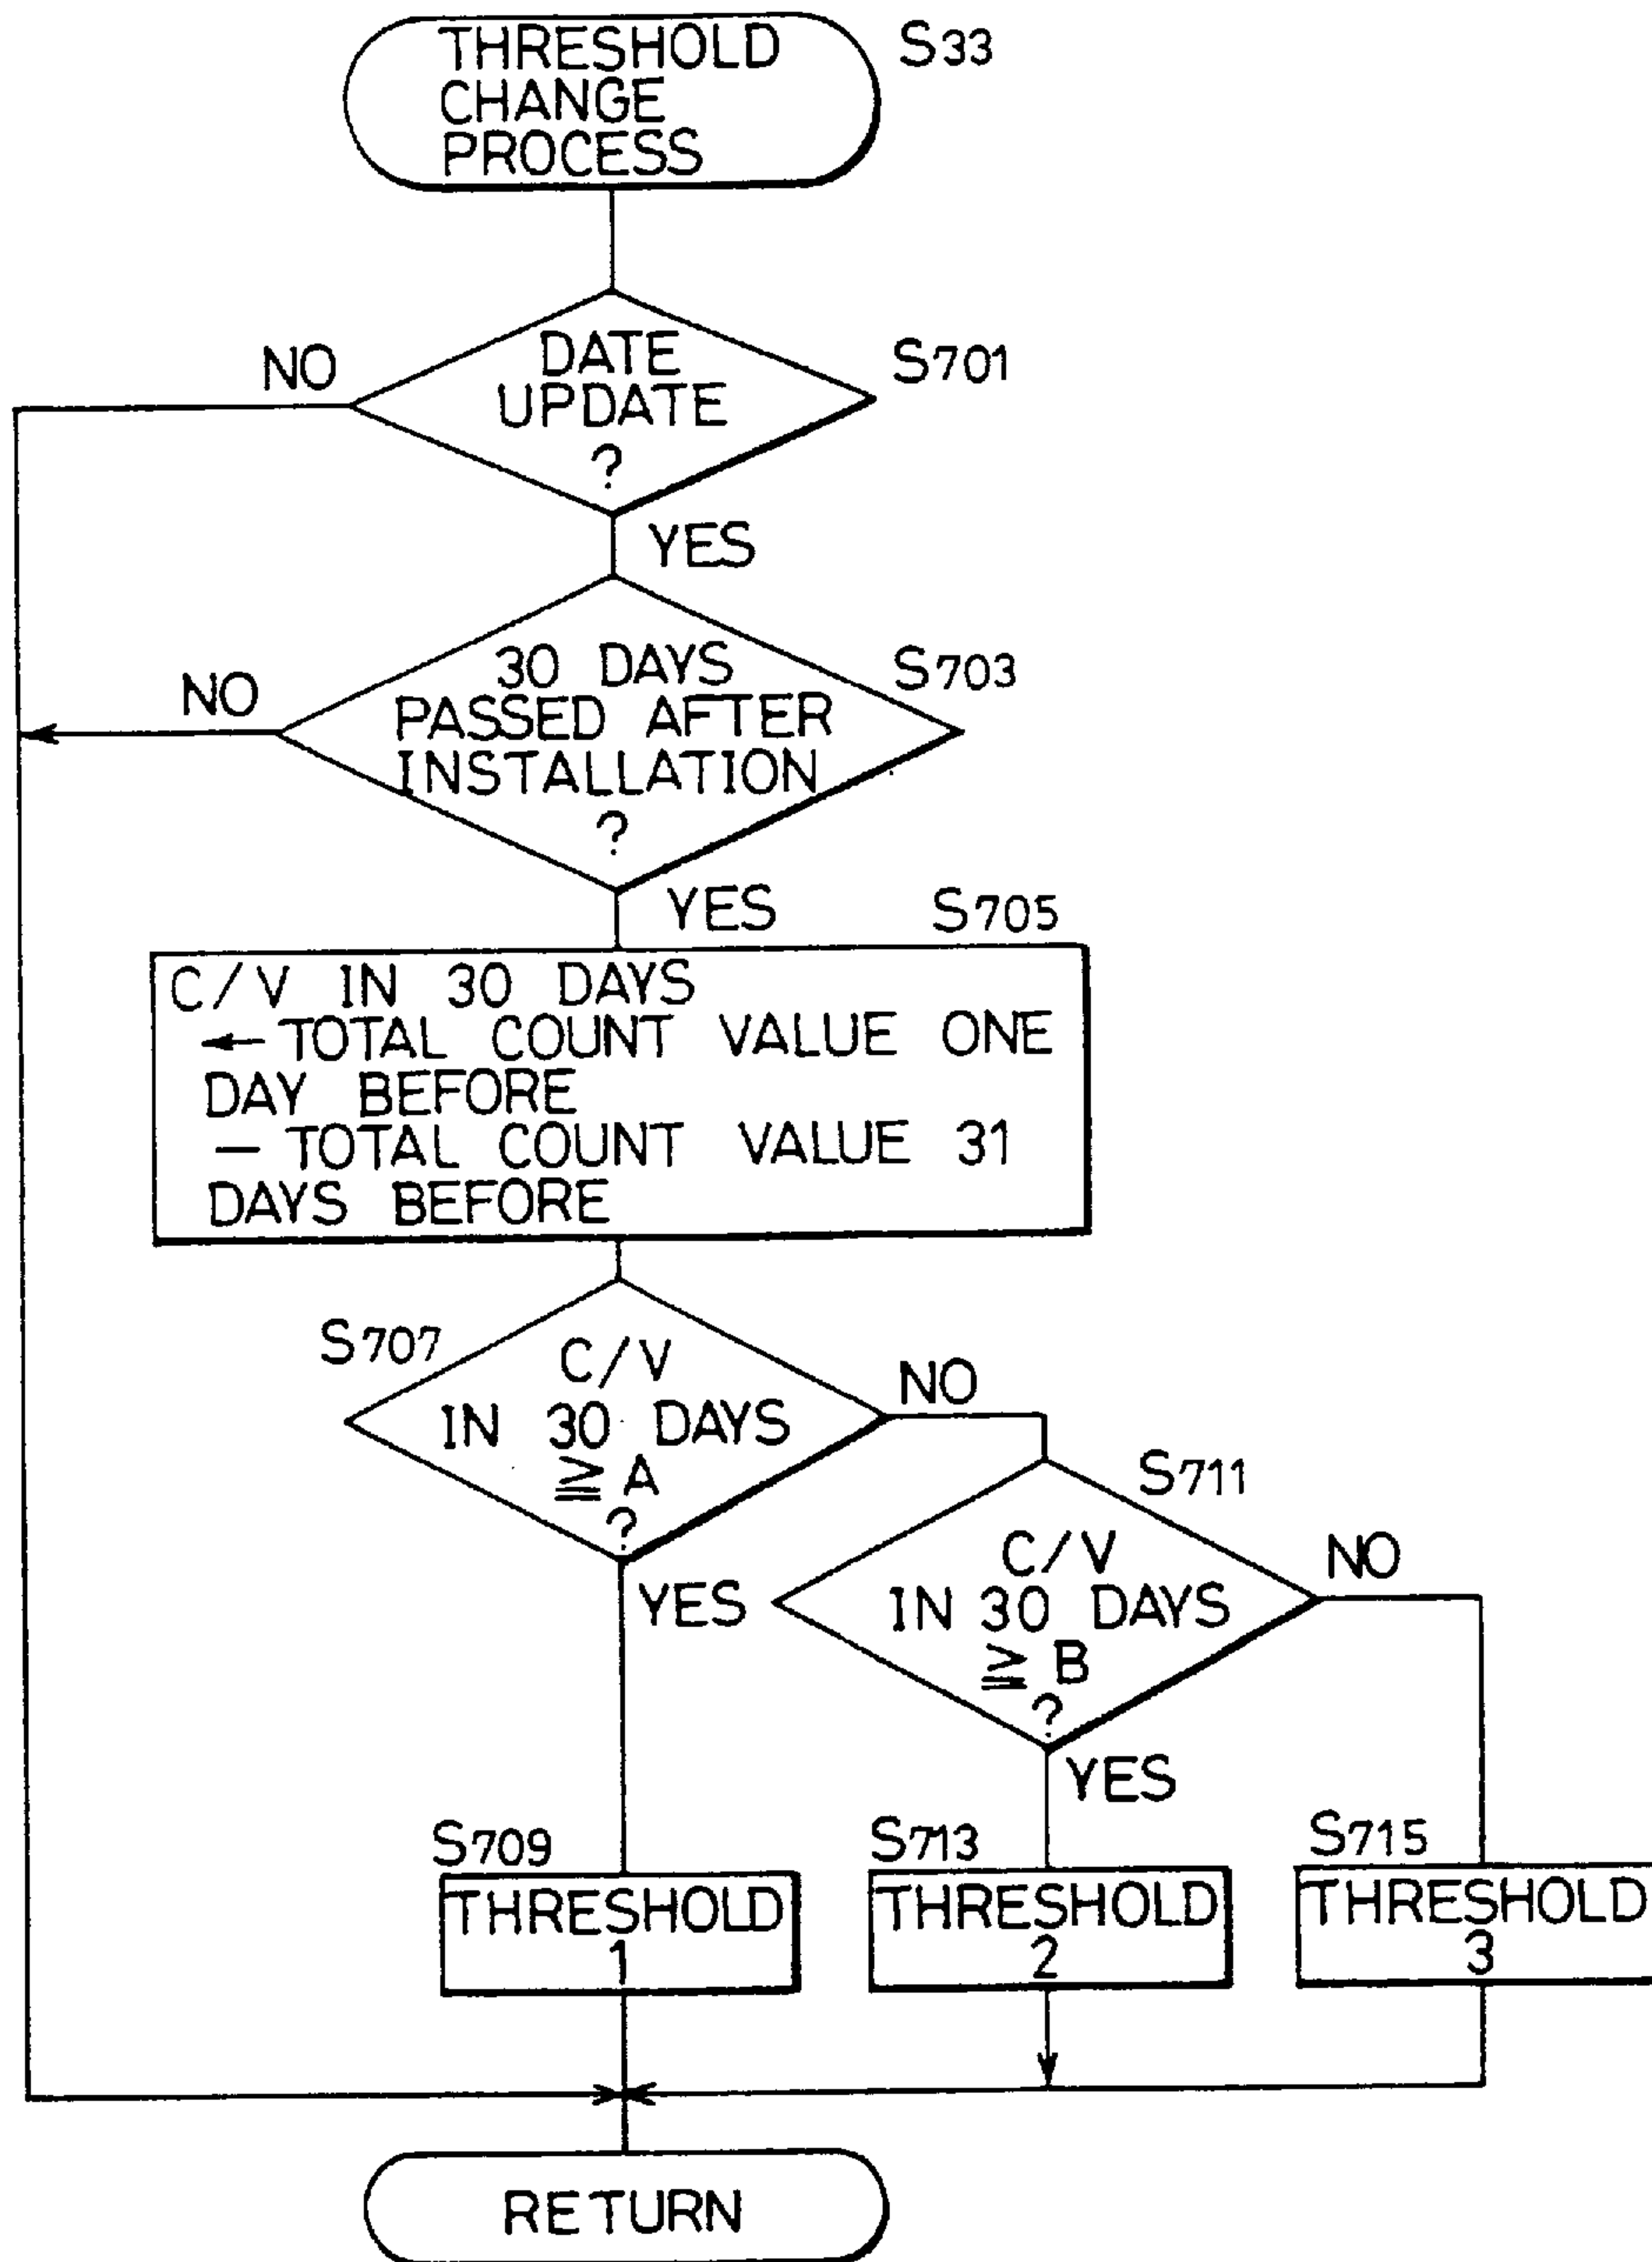 THRESHOLD
CHANGE
PROCESS
S33
DATE
UPDATE
?
S701
NO
YES
30 DAYS
PASSED AFTER
INSTALLATION
?
S703
NO
YES
S705
C/V IN 30 DAYS
←TOTAL COUNT VALUE ONE
DAY BEFORE
— TOTAL COUNT VALUE 31
DAYS BEFORE
S707
C/V
IN 30 DAYS
≧ A
?
NO
YES
S711
C/V
IN 30 DAYS
≧ B
?
NO
YES
S709
THRESHOLD
1
S713
THRESHOLD
2
S715
THRESHOLD
3
RETURN